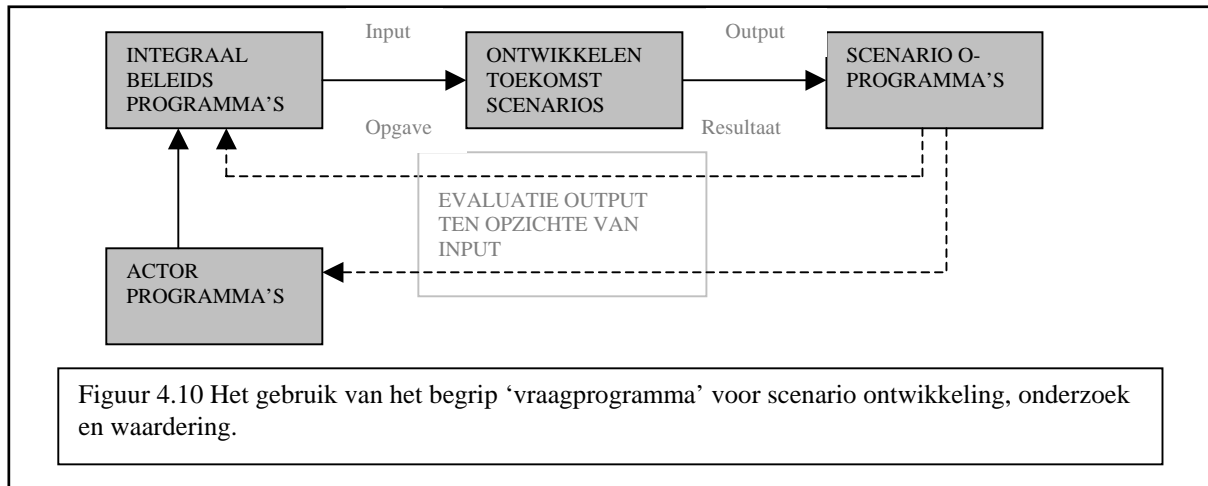 INTEGRAAL
BELEIDS
PROGRAMMA'S
Input
Opgave
ONTWIKKELEN
TOEKOMST
SCENARIOS
Output
Resultaat
SCENARIO O-
PROGRAMMA'S
EVALUATIE OUTPUT
TEN OPZICHTE VAN
INPUT
ACTOR
PROGRAMMA'S
Figuur 4.10 Het gebruik van het begrip ‘vraagprogramma’ voor scenario ontwikkeling, onderzoek
en waardering.